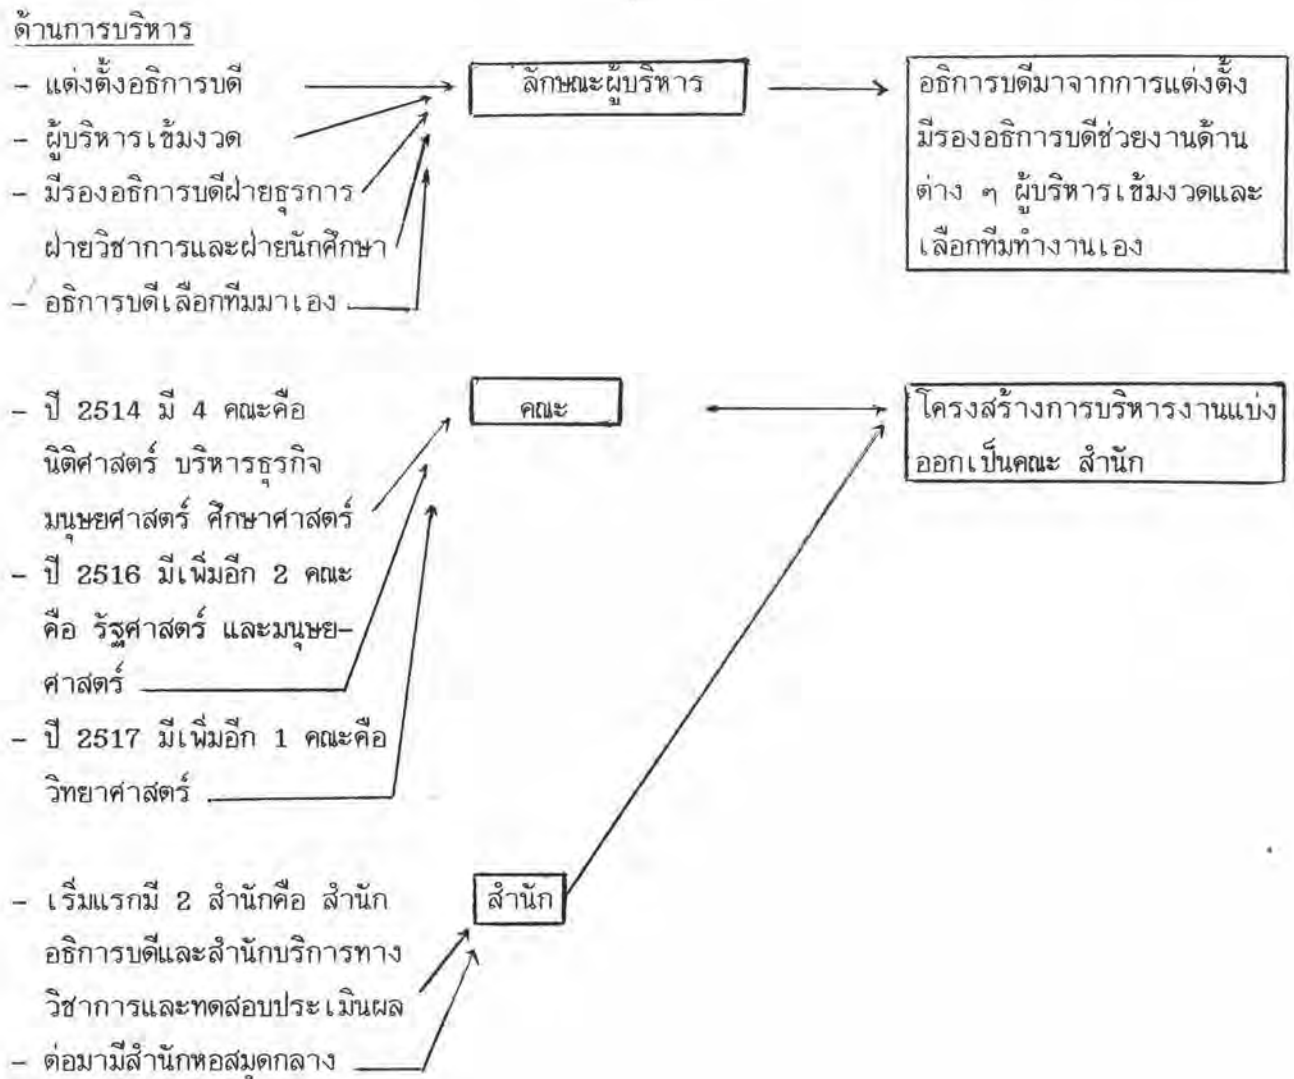 ด้านการบริหาร
- แต่งตั้งอธิการบดี
- ผู้บริหารเข้มงวด
- มีรองอธิการบดีฝ่ายธุรการ
ฝ่ายวิชาการและฝ่ายนักศึกษา
- อธิการบดีเลือกทีมมาเอง
ลักษณะผู้บริหาร
อธิการบดีมาจากการแต่งตั้ง
มีรองอธิการบดีช่วยงานด้าน
ต่าง ๆ ผู้บริหารเข้มงวดและ
เลือกทีมทำงานเอง
- ปี 2514 มี 4 คณะคือ
นิติศาสตร์ บริหารธุรกิจ
มนุษยศาสตร์ ศึกษาศาสตร์
- ปี 2516 มีเพิ่มอีก 2 คณะ
คือ รัฐศาสตร์ และมนุษย-
ศาสตร์
- ปี 2517 มีเพิ่มอีก 1 คณะคือ
วิทยาศาสตร์
คณะ
โครงสร้างการบริหารงานแบ่ง
ออกเป็นคณะ สำนัก
- เริ่มแรกมี 2 สำนักคือ สำนัก
อธิการบดีและสำนักบริการทาง
วิชาการและทดสอบประเมินผล
- ต่อมามีสำนักหอสมุดกลาง
สำนัก